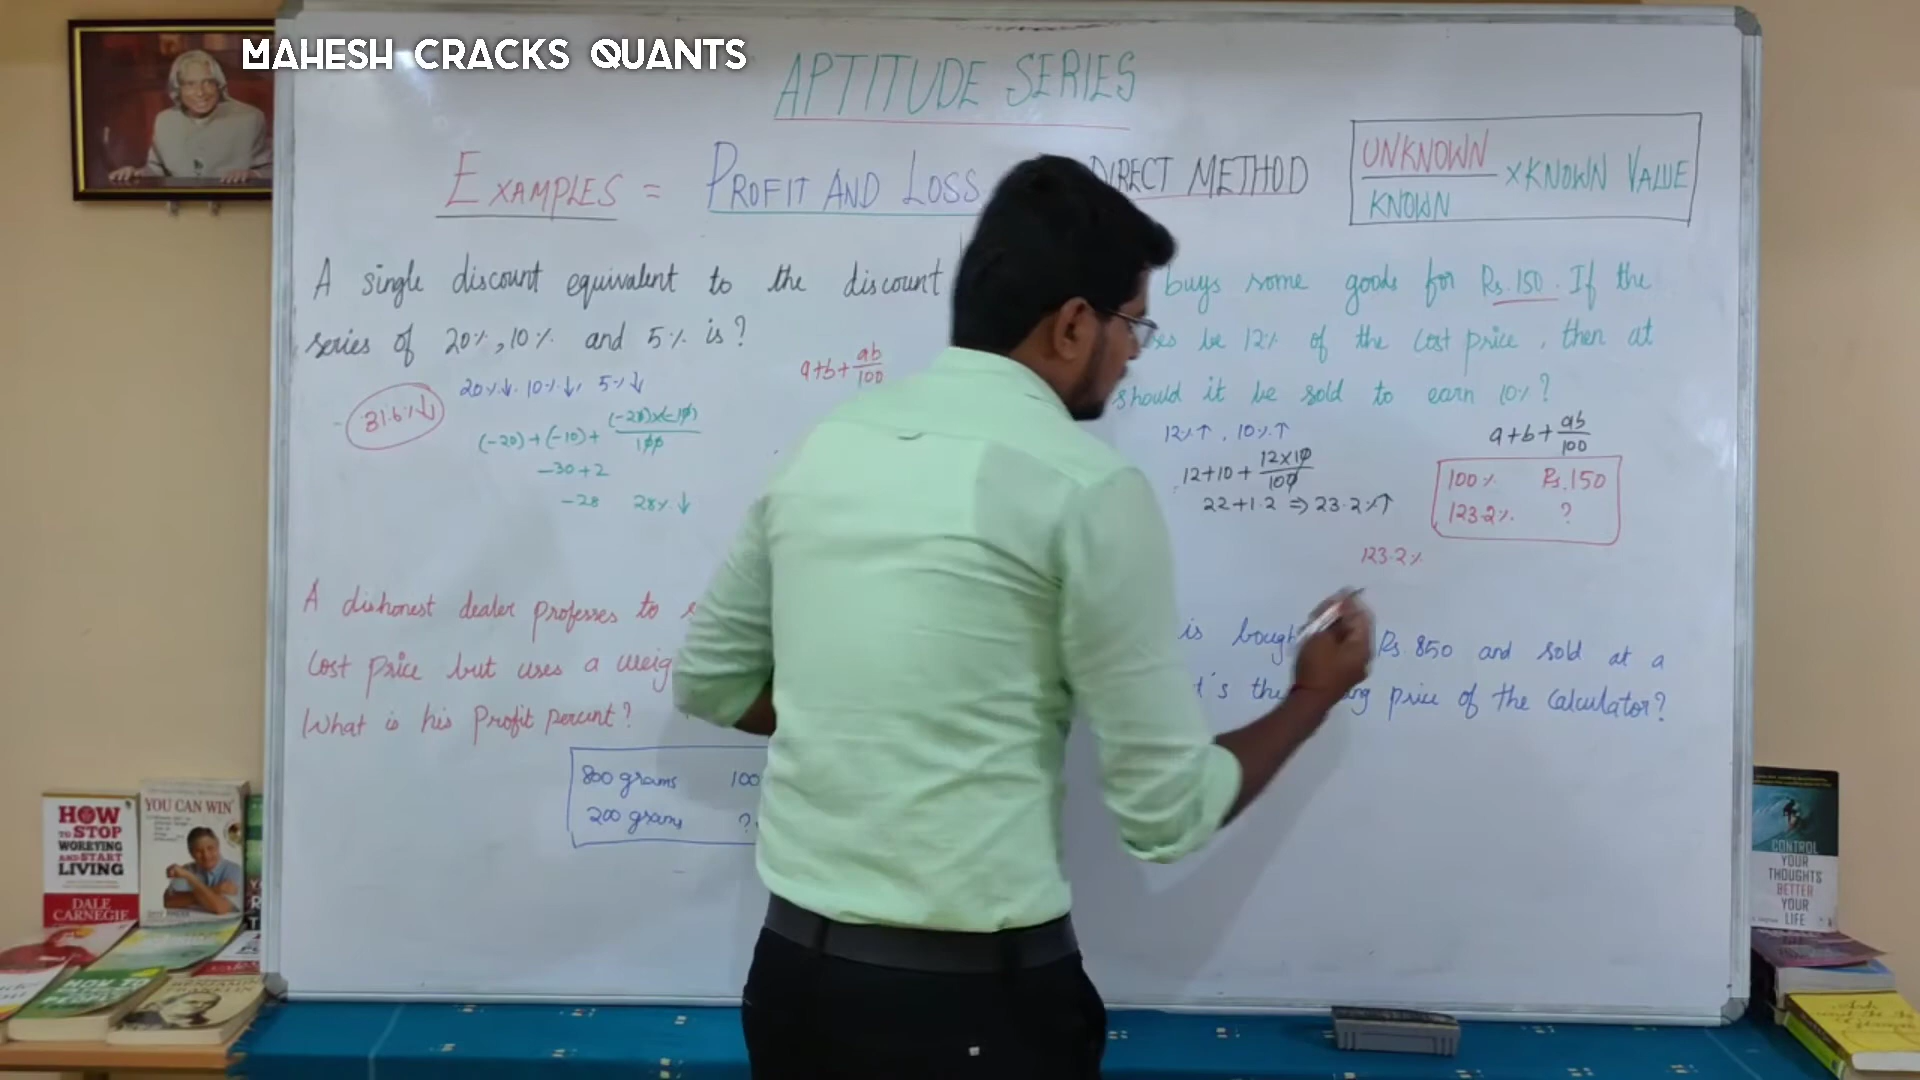 MAHESH CRACKS QUANTS
APTITUDE SERIES
EXAMPLES = PROFIT AND LOSS
DIRECT METHOD
UNKNOWN
KNOWN
× KNOWN VALUE
A single discount equivalent to the discount
series of 20%, 10% and 5% is?
20%↓, 10%↓, 5%↓
a+b+ab/100
31.6%↓
(-20)+(-10)+(-20)×(-10)/100
-30+2
-28 28%↓
buys some goods for Rs.150. If the
be 12% of the cost price, then at
should it be sold to earn 10%?
12%↑, 10%↑
a+b+ab/100
12+10+12×10/100
22+1.2 ⇒ 23.2%↑
100% Rs.150
123.2% ?
123.2%
A dishonest dealer professes to
cost price but uses a
What is his Profit percent?
800 grams 100
200 grams ?
is Rs.850 and sold at a
price of the calculator?
HOW
TO STOP
WORRYING
AND START
LIVING
DALE
CARNEGIE
YOU CAN WIN
BENJAMIN
CONTROL
YOUR
THOUGHTS
BETTER
YOUR
LIFE